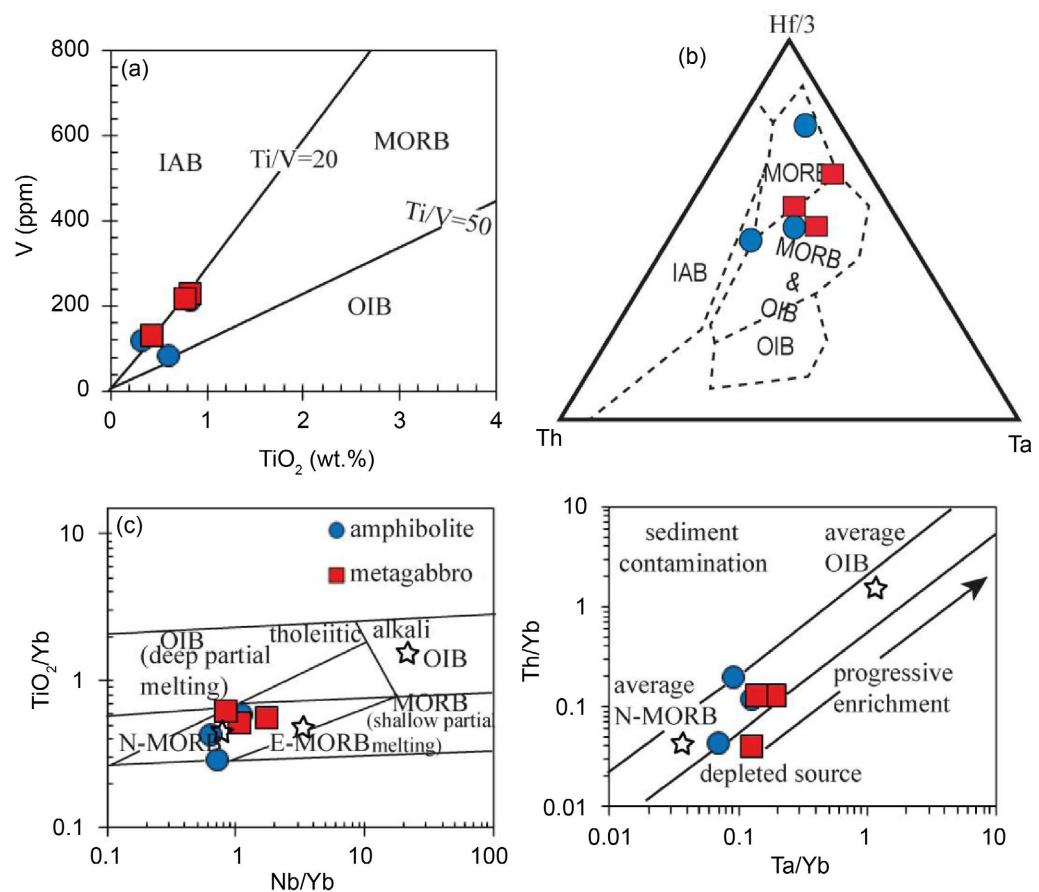 (a)
800
600
400
200
0
V (ppm)
IAB
Ti/V=20
MORB
Ti/V=50
OIB
0
1
2
3
4
TiO₂ (wt.%)
(b)
Hf/3
MORB
IAB
MORB
&
OIB
OIB
Th
Ta
(c)
10
1
0.1
TiO₂/Yb
amphibolite
metagabbro
OIB
(deep partial
melting)
tholeiitic
alkali
OIB
MORB
(shallow partial
melting)
N-MORB
E-MORB
0.1
1
10
100
Nb/Yb
10
1
0.1
0.01
Th/Yb
sediment
contamination
average
OIB
average
N-MORB
progressive
enrichment
depleted source
0.01
0.1
1
10
Ta/Yb